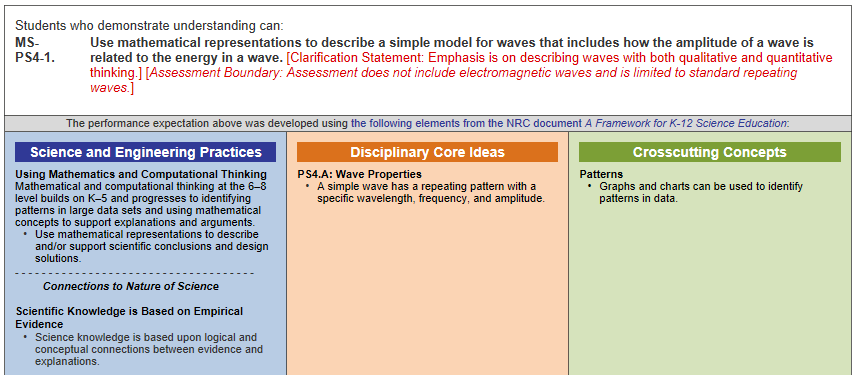 Students who demonstrate understanding can:
MS-PS4-1. Use mathematical representations to describe a simple model for waves that includes how the amplitude of a wave is
related to the energy in a wave. [Clarification Statement: Emphasis is on describing waves with both qualitative and quantitative
thinking.] [Assessment Boundary: Assessment does not include electromagnetic waves and is limited to standard repeating
waves.]
The performance expectation above was developed using the following elements from the NRC document A Framework for K-12 Science Education:
Science and Engineering Practices
Using Mathematics and Computational Thinking
Mathematical and computational thinking at the 6–8
level builds on K–5 and progresses to identifying
patterns in large data sets and using mathematical
concepts to support explanations and arguments.
• Use mathematical representations to describe
and/or support scientific conclusions and design
solutions.
- - - - - - - - - - - - - - - - - - - - - - - - - - - - - - - -
Connections to Nature of Science
Scientific Knowledge is Based on Empirical
Evidence
• Science knowledge is based upon logical and
conceptual connections between evidence and
explanations.
Disciplinary Core Ideas
PS4.A: Wave Properties
• A simple wave has a repeating pattern with a
specific wavelength, frequency, and amplitude.
Crosscutting Concepts
Patterns
• Graphs and charts can be used to identify
patterns in data.